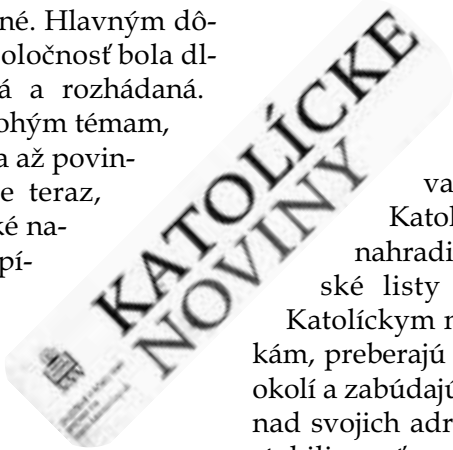 né. Hlavným dô-
oločnosť bola dl-
á a rozhádaná.
ohým témam,
a až povin-
e teraz,
ké na-
pí-
KATOLÍCKE
NOVINY
va
Katol
nahradi
ské listy
Katolíckym n
kám, preberajú
okolí a zabúdajú
nad svojich adr